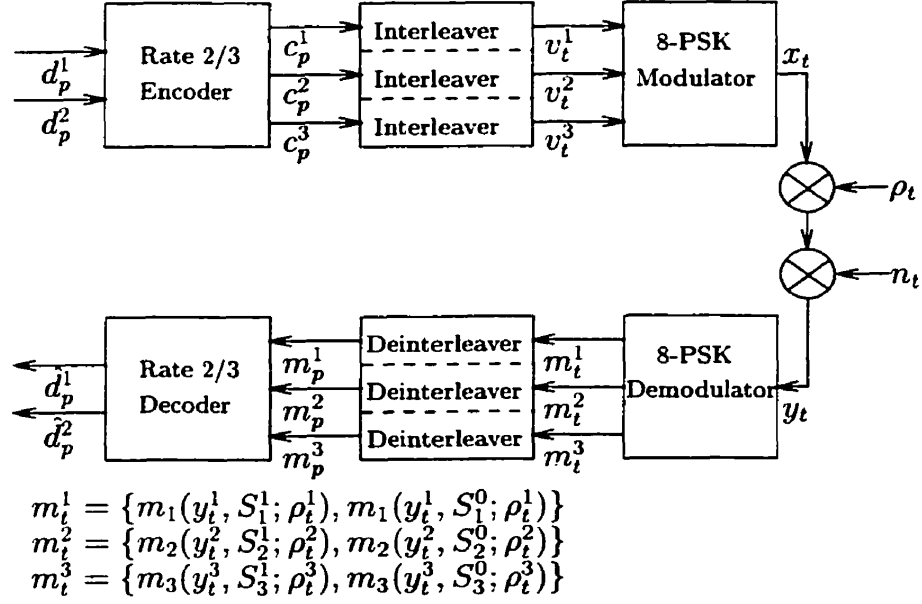 d_p^1
d_p^2
Rate 2/3
Encoder
c_p^1
c_p^2
c_p^3
Interleaver
Interleaver
Interleaver
v_t^1
v_t^2
v_t^3
8-PSK
Modulator
x_t
ρ_t
n_t
y_t
8-PSK
Demodulator
m_t^1
m_t^2
m_t^3
Deinterleaver
Deinterleaver
Deinterleaver
m_p^1
m_p^2
m_p^3
Rate 2/3
Decoder
d̂_p^1
d̂_p^2
m_t^1 = {m_1(y_t^1, S_1^1; ρ_t^1), m_1(y_t^1, S_1^0; ρ_t^1)}
m_t^2 = {m_2(y_t^2, S_2^1; ρ_t^2), m_2(y_t^2, S_2^0; ρ_t^2)}
m_t^3 = {m_3(y_t^3, S_3^1; ρ_t^3), m_3(y_t^3, S_3^0; ρ_t^3)}